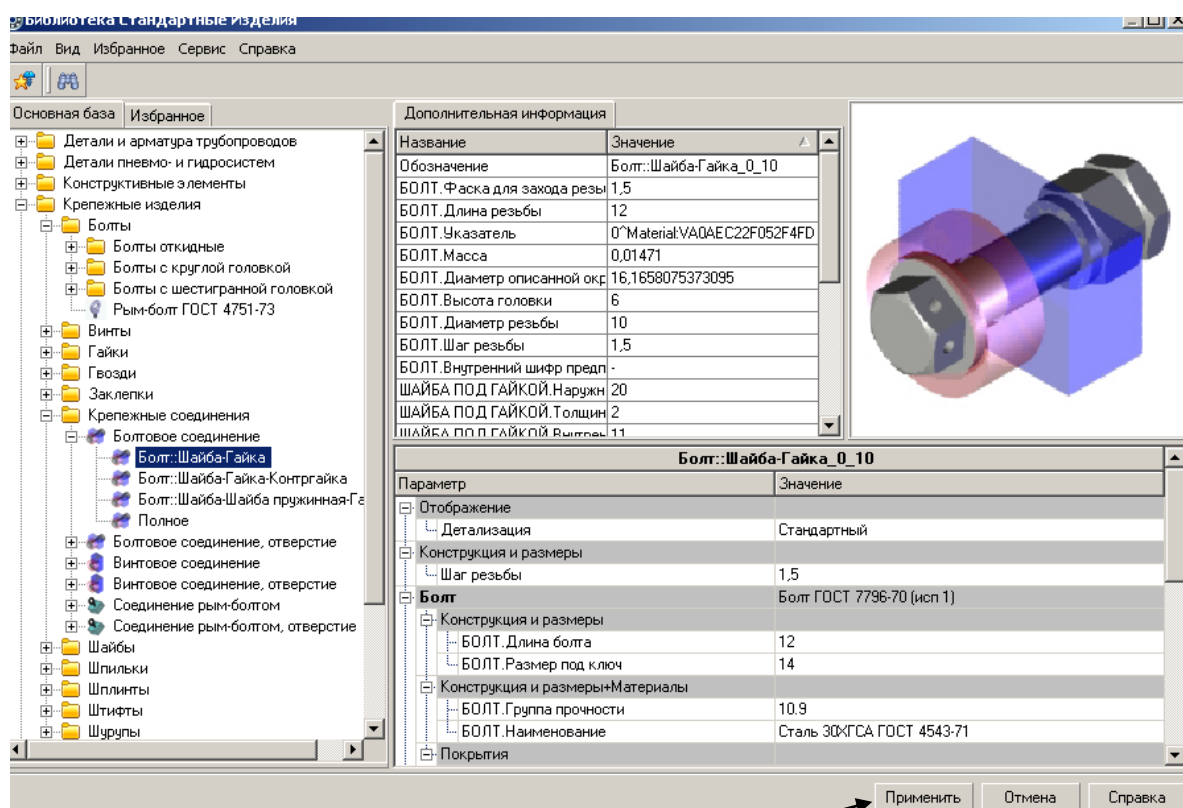 Библиотека Стандартные Изделия
Файл Вид Избранное Сервис Справка
Основная база Избранное
Детали и арматура трубопроводов
Детали пневмо- и гидросистем
Конструктивные элементы
Крепежные изделия
Болты
Болты откидные
Болты с круглой головкой
Болты с шестигранной головкой
Рым-болт ГОСТ 4751-73
Винты
Гайки
Гвозди
Заклепки
Крепежные соединения
Болтовое соединение
Болт::Шайба-Гайка
Болт::Шайба-Гайка-Контргайка
Болт::Шайба-Шайба пружинная-Га
Полное
Болтовое соединение, отверстие
Винтовое соединение
Винтовое соединение, отверстие
Соединение рым-болтом
Соединение рым-болтом, отверстие
Шайбы
Шпильки
Шплинты
Штифты
Шурупы
Дополнительная информация
Название Значение
Обозначение Болт::Шайба-Гайка_0_10
БОЛТ.Фаска для захода резы 1,5
БОЛТ.Длина резьбы 12
БОЛТ.Указатель 0^Material:VA0AEC22F052F4FD
БОЛТ.Масса 0,01471
БОЛТ.Диаметр описанной окр 16,1658075373095
БОЛТ.Высота головки 6
БОЛТ.Диаметр резьбы 10
БОЛТ.Шаг резьбы 1,5
БОЛТ.Внутренний шифр предп -
ШАЙБА ПОД ГАЙКОЙ.Наружн 20
ШАЙБА ПОД ГАЙКОЙ.Толщин 2
ШАЙБА ПОД ГАЙКОЙ.Внутрен 11
Болт::Шайба-Гайка_0_10
Параметр Значение
Отображение
Детализация Стандартный
Конструкция и размеры
Шаг резьбы 1,5
Болт Болт ГОСТ 7796-70 (исп 1)
Конструкция и размеры
БОЛТ.Длина болта 12
БОЛТ.Размер под ключ 14
Конструкция и размеры+Материалы
БОЛТ.Группа прочности 10.9
БОЛТ.Наименование Сталь 30ХГСА ГОСТ 4543-71
Покрытия
Применить Отмена Справка